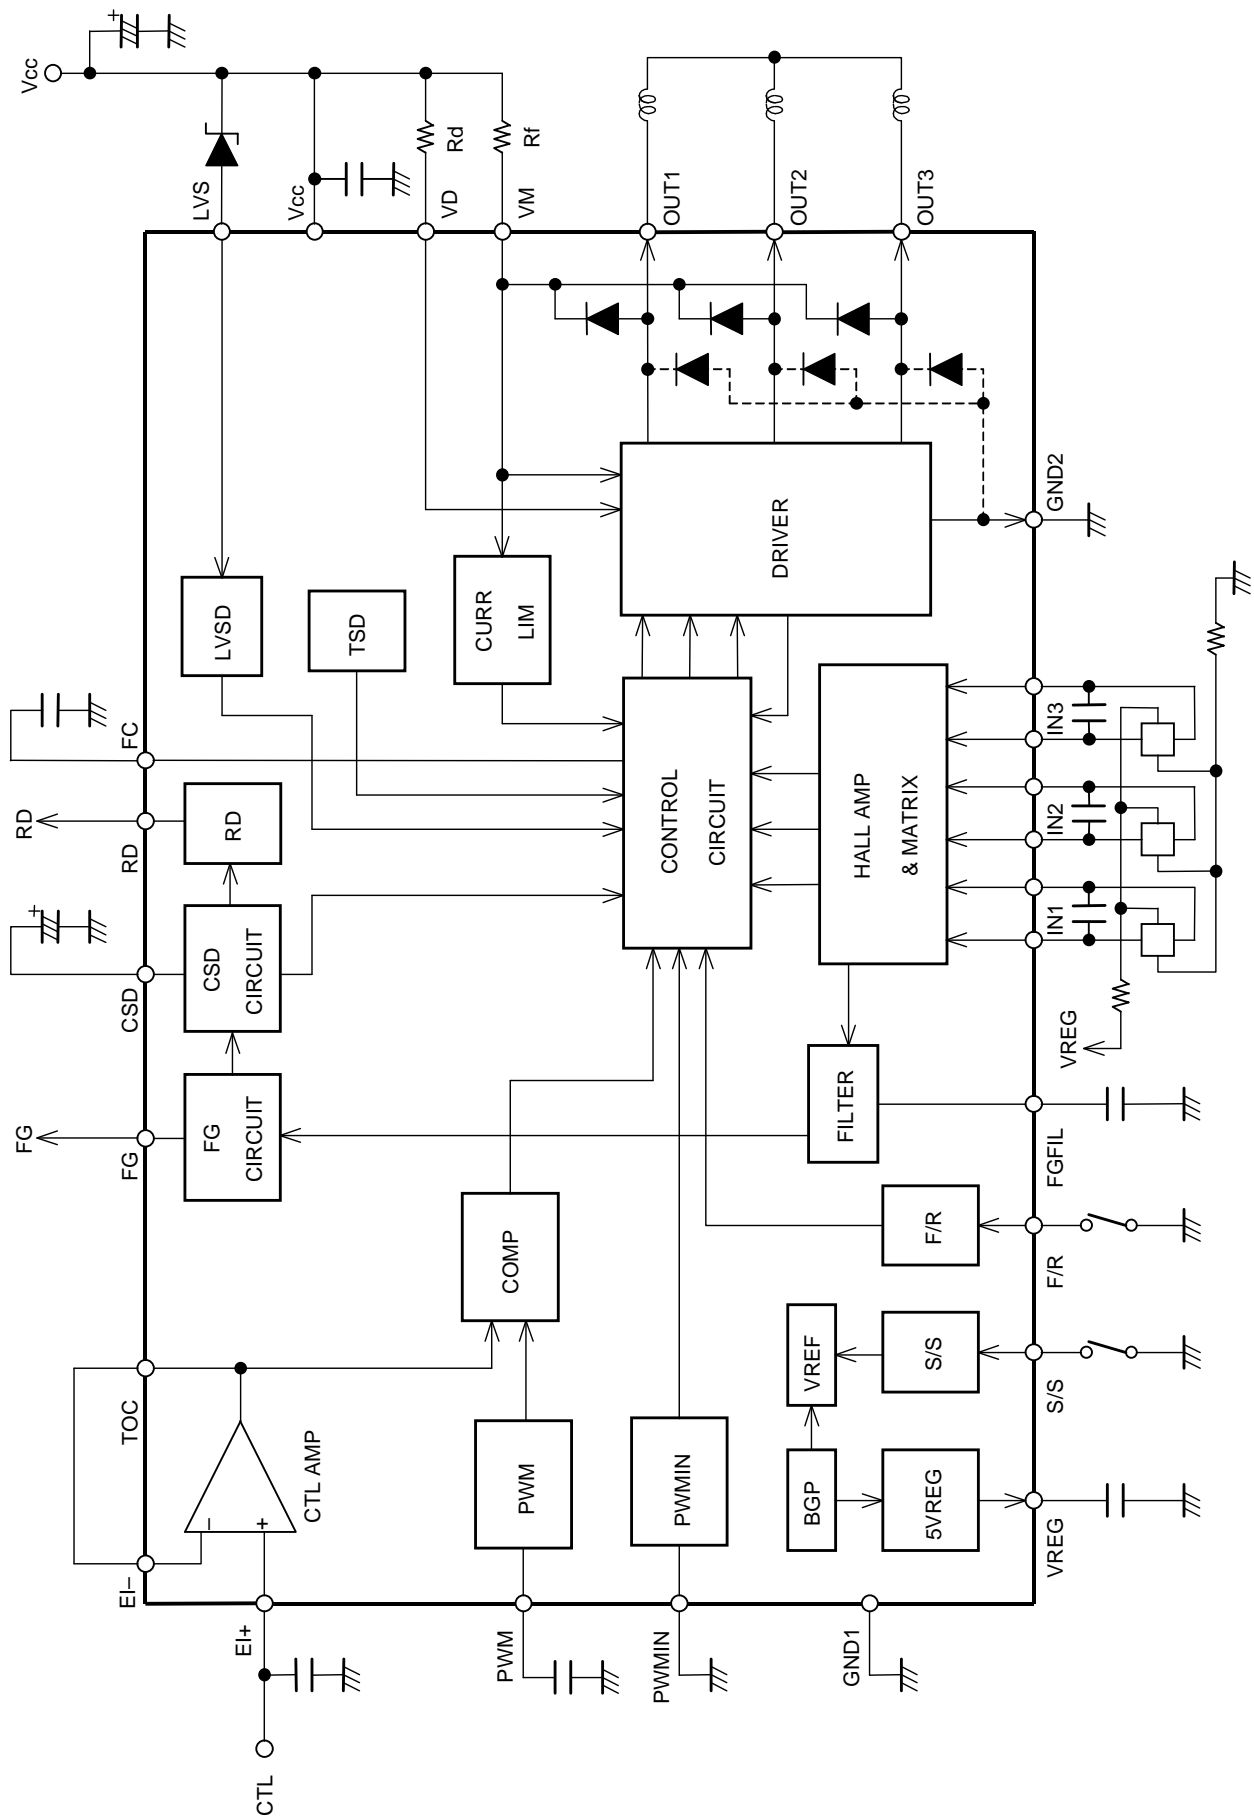 Vcc
+
LVS
Vcc
VD
Rd
VM
Rf
OUT1
OUT2
OUT3
LVSD
TSD
CURR
LIM
DRIVER
GND2
FC
RD
RD
RD
CSD
+
CSD
CIRCUIT
CONTROL
CIRCUIT
HALL AMP
& MATRIX
IN3
IN2
IN1
VREG
FG
FG
FG
CIRCUIT
FILTER
FGFIL
COMP
F/R
F/R
TOC
CTL AMP
–
+
EI–
PWM
PWMIN
VREF
S/S
S/S
BGP
5VREG
VREG
EI+
CTL
PWM
PWMIN
GND1